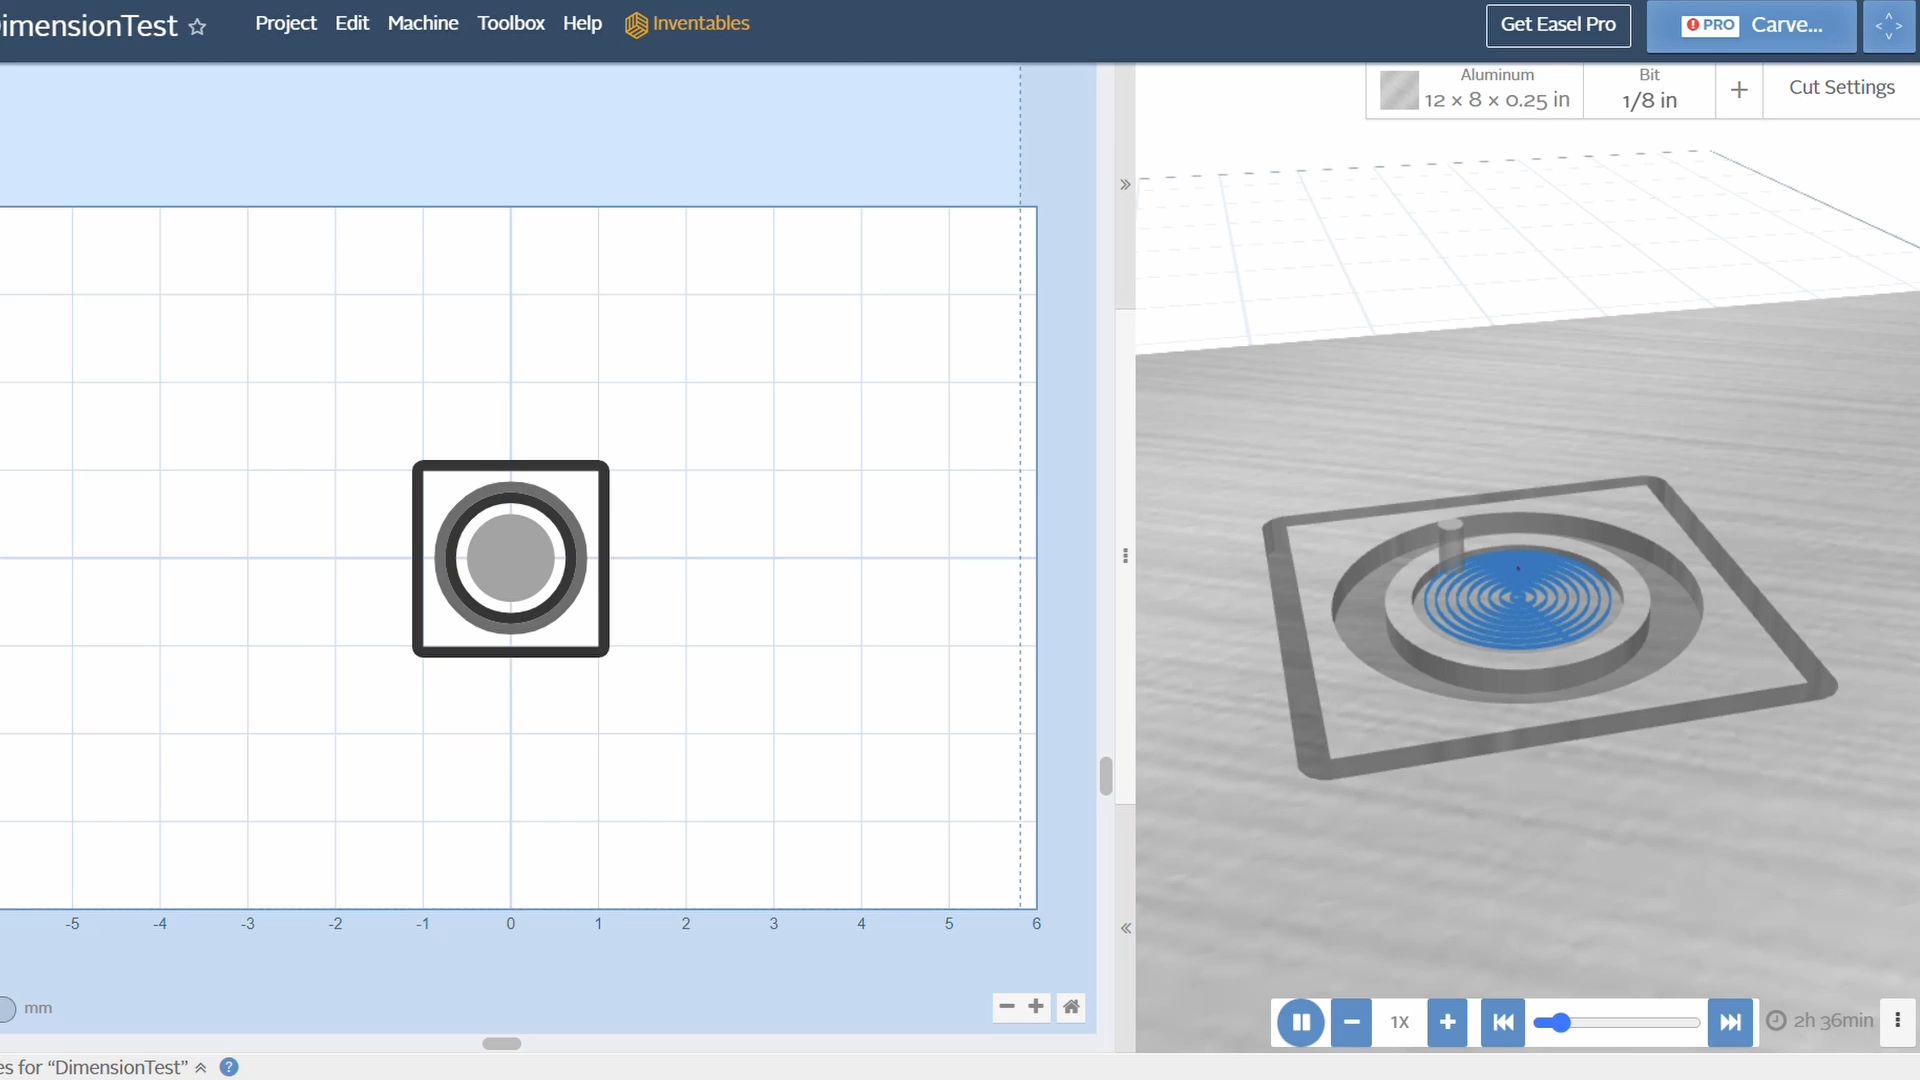 imensionTest
Project Edit Machine Toolbox Help Inventables
Get Easel Pro
PRO Carve...
Aluminum
12 x 8 x 0.25 in
Bit
1/8 in
+
Cut Settings
-5 -4 -3 -2 -1 0 1 2 3 4 5 6
mm
1X
2h 36min
es for “DimensionTest” ?